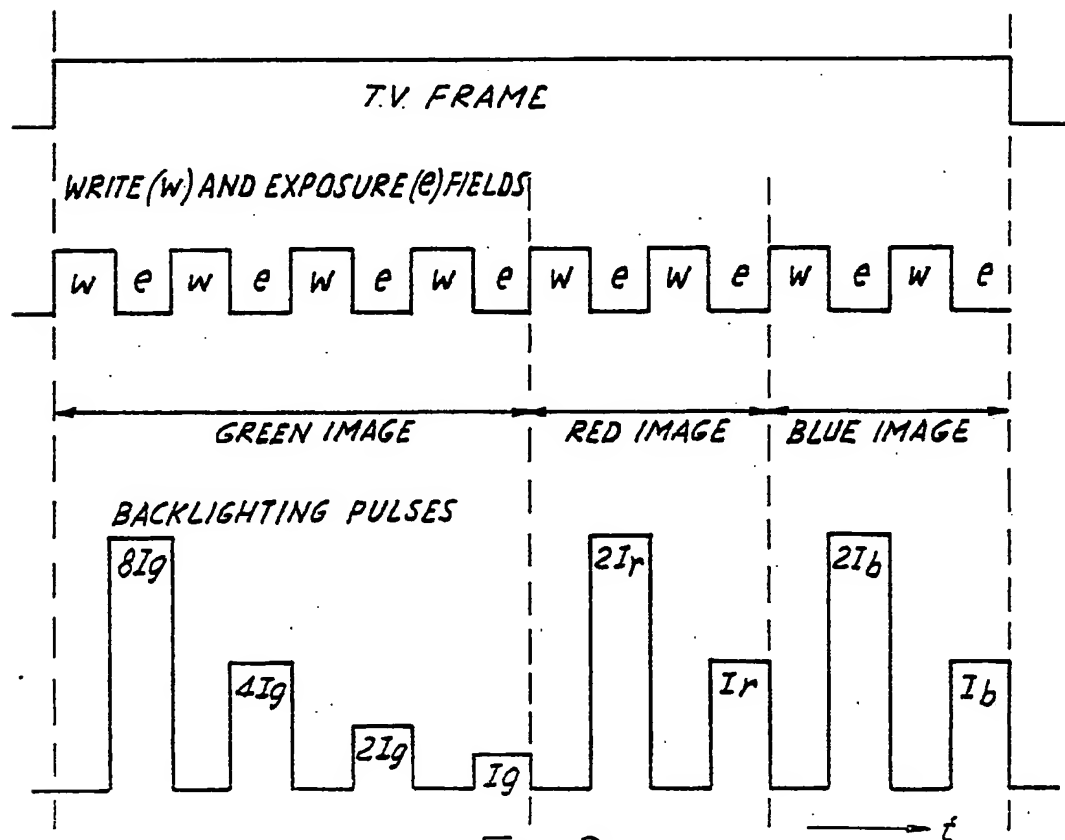 T.V. FRAME
WRITE (w) AND EXPOSURE (e) FIELDS
w e w e w e w e w e w e w e w e
GREEN IMAGE RED IMAGE BLUE IMAGE
BACKLIGHTING PULSES
8Ig 2Ir 2Ib
4Ig Ir Ib
2Ig
Ig
t